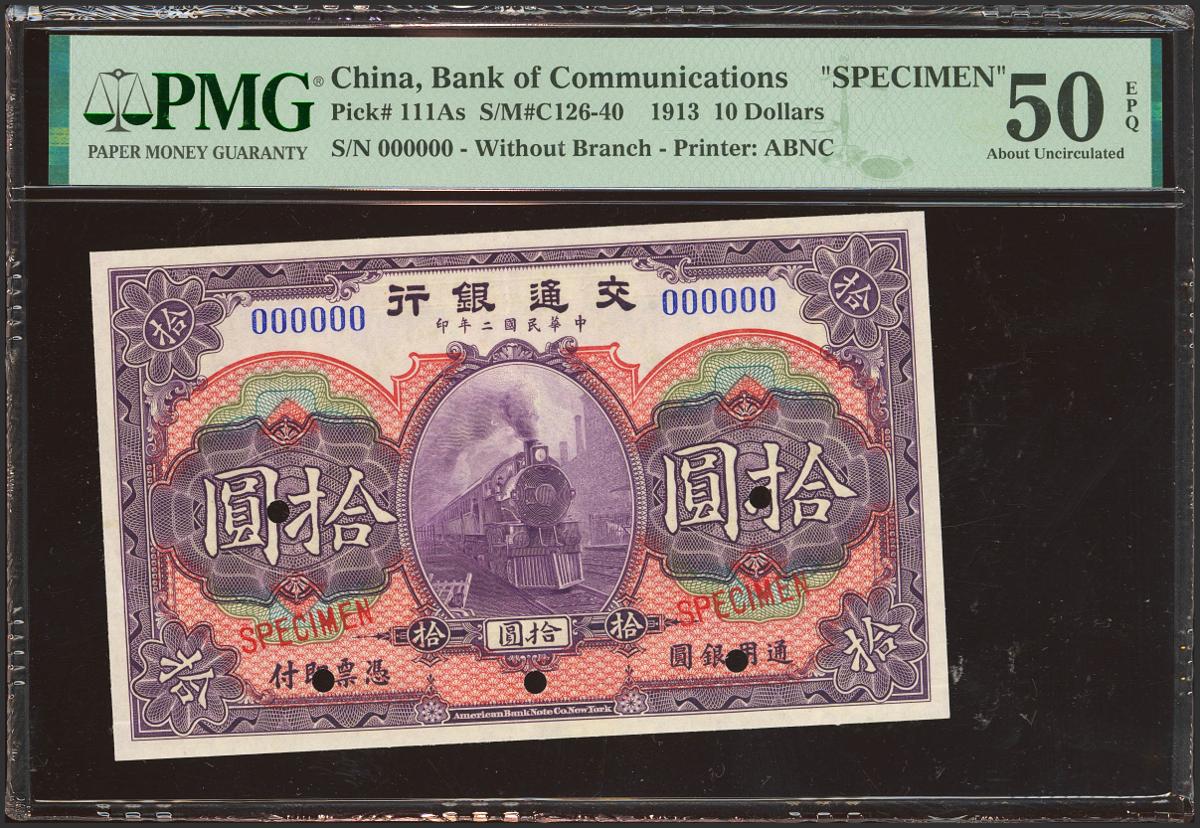 PMG®
PAPER MONEY GUARANTY
China, Bank of Communications "SPECIMEN"
Pick# 111As S/M#C126-40 1913 10 Dollars
S/N 000000 - Without Branch - Printer: ABNC
50
EPQ
About Uncirculated
拾
拾
行銀通交
000000
000000
印年二國民華中
圓拾
圓拾
SPECIMEN
SPECIMEN
拾
圓拾
拾
付即票憑
圓銀用通
拾
拾
American Bank Note Co. New York